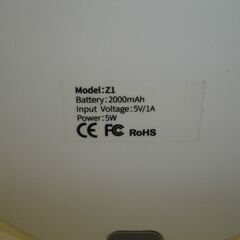 Model:Z1
Battery:2000mAh
Input Voltage:5V/1A
Power:5W
CE FC RoHS